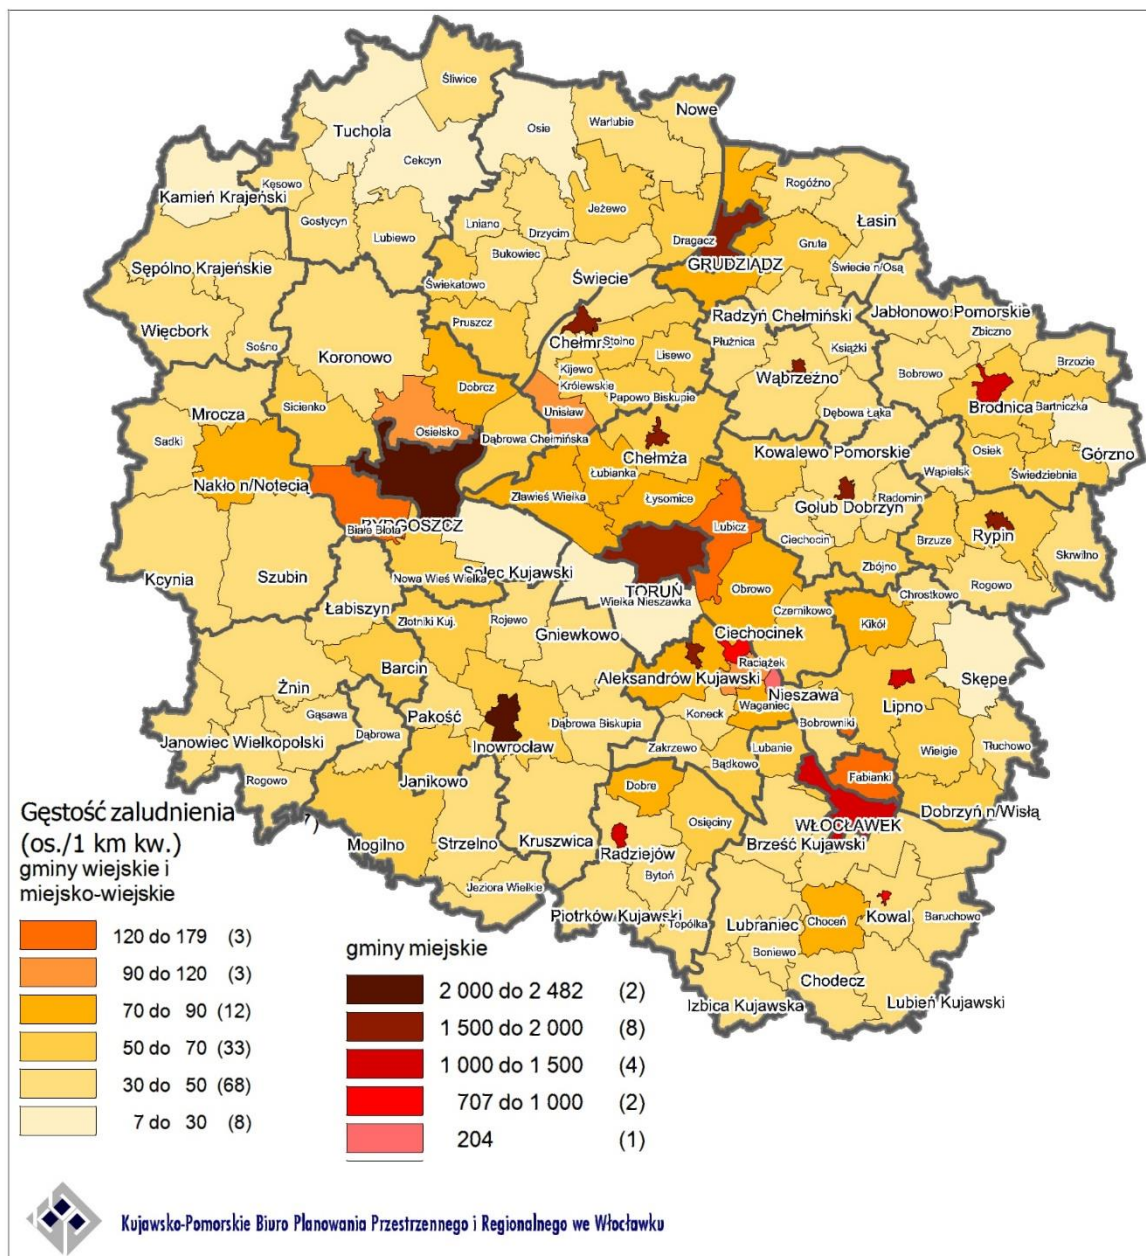 Śliwice
Nowe
Tuchola
Osie
Warlubie
Cekcyn
Rogóźno
Kęsowo
Kamień Krajeński
Jeżewo
Łasin
Gostycyn
Lniano
Drzycim
Lubiewo
Dragacz
Gruta
Bukowiec
GRUDZIĄDZ
Świecie n/Osą
Sępólno Krajeńskie
Świekatowo
Świecie
Jabłonowo Pomorskie
Radzyń Chełmiński
Więcbork
Pruszcz
Zbiczno
Chełmno
Stolno
Płużnica
Książki
Sośno
Koronowo
Lisewo
Brzozie
Kijewo
Królewskie
Wąbrzeźno
Bobrowo
Dobrcz
Papowo Biskupie
Brodnica
Bartniczka
Mrocza
Sicienko
Unisław
Dębowa Łąka
Osielsko
Dąbrowa Chełmińska
Chełmża
Kowalewo Pomorskie
Osiek
Górzno
Sadki
Łubianka
Wąpielsk
Świedziebnia
Nakło n/Notecią
Zławieś Wielka
Łysomice
Golub Dobrzyń
Radomin
BYDGOSZCZ
Białe Błota
Lubicz
Rypin
Ciechocin
Brzuze
Skrwilno
Kcynia
Szubin
Nowa Wieś Wielka
Solec Kujawski
TORUŃ
Zbójno
Wielka Nieszawka
Obrowo
Rogowo
Łabiszyn
Czernikowo
Chrostkowo
Złotniki Kuj.
Rojewo
Gniewkowo
Ciechocinek
Kikół
Barcin
Raciążek
Aleksandrów Kujawski
Skępe
Żnin
Nieszawa
Lipno
Gąsawa
Pakość
Dąbrowa Biskupia
Koneck
Waganiec
Bobrowniki
Dąbrowa
Inowrocław
Zakrzewo
Lubanie
Wielgie
Tłuchowo
Janowiec Wielkopolski
Bądkowo
Rogowo
Janikowo
Dobre
Fabianki
Gęstość zaludnienia
(os./1 km kw.)
gminy wiejskie i
miejsko-wiejskie
Osięciny
WŁOCŁAWEK
Dobrzyń n/Wisłą
Mogilno
Strzelno
Kruszwica
Radziejów
Brześć Kujawski
Bytoń
Jeziora Wielkie
Piotrków Kujawski
Topólka
Lubraniec
Choceń
Kowal
Baruchowo
Boniewo
Chodecz
Izbica Kujawska
Lubień Kujawski
120 do 179 (3)
90 do 120 (3)
70 do 90 (12)
50 do 70 (33)
30 do 50 (68)
7 do 30 (8)
gminy miejskie
2 000 do 2 482 (2)
1 500 do 2 000 (8)
1 000 do 1 500 (4)
707 do 1 000 (2)
204 (1)
Kujawsko-Pomorskie Biuro Planowania Przestrzennego i Regionalnego we Włocławku